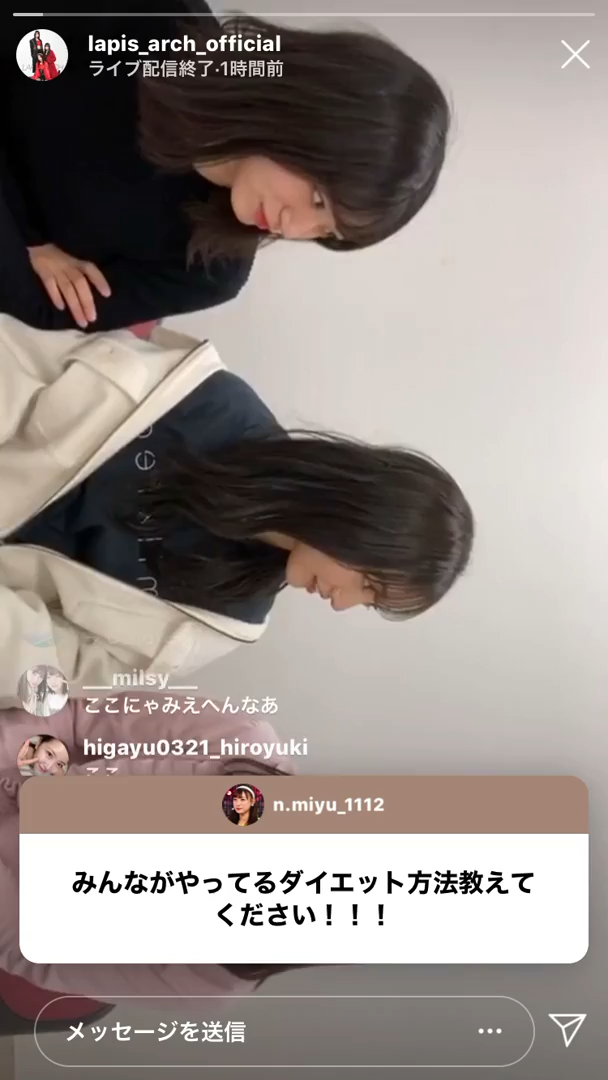 lapis_arch_official
ライブ配信終了·1時間前
___milsy___
ここにゃみえへんなあ
higayu0321_hiroyuki
ここ
n.miyu_1112
みんながやってるダイエット方法教えて
ください！！！
メッセージを送信